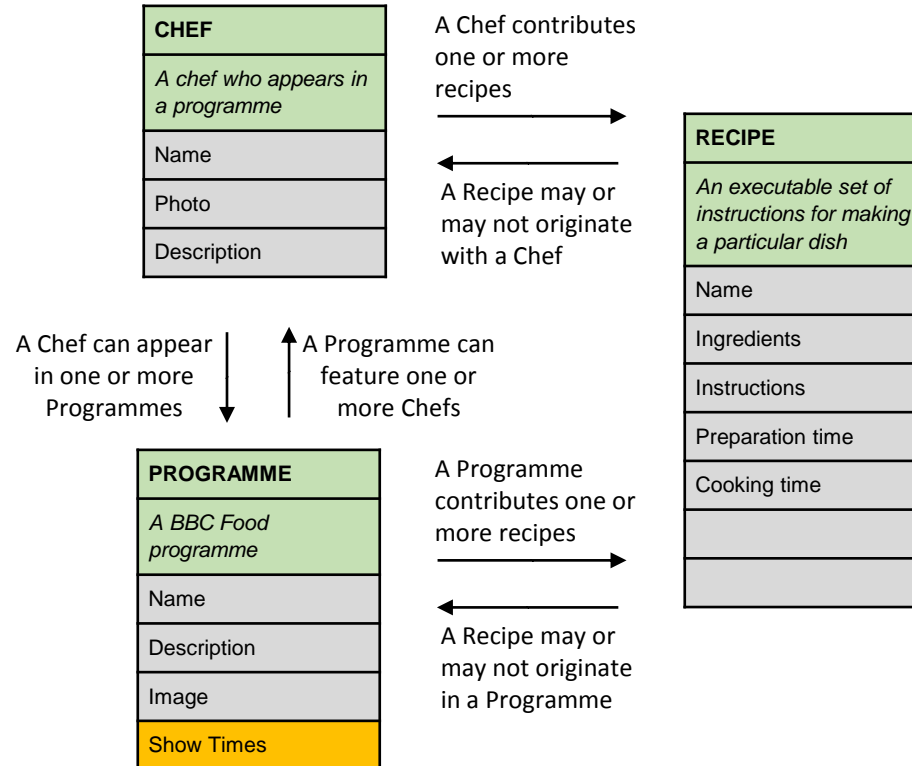 CHEF
A chef who appears in
a programme
Name
Photo
Description
A Chef contributes
one or more
recipes
A Recipe may or
may not originate
with a Chef
RECIPE
An executable set of
instructions for making
a particular dish
Name
Ingredients
Instructions
Preparation time
Cooking time
A Chef can appear
in one or more
Programmes
A Programme can
feature one or
more Chefs
PROGRAMME
A BBC Food
programme
Name
Description
Image
Show Times
A Programme
contributes one or
more recipes
A Recipe may or
may not originate
in a Programme